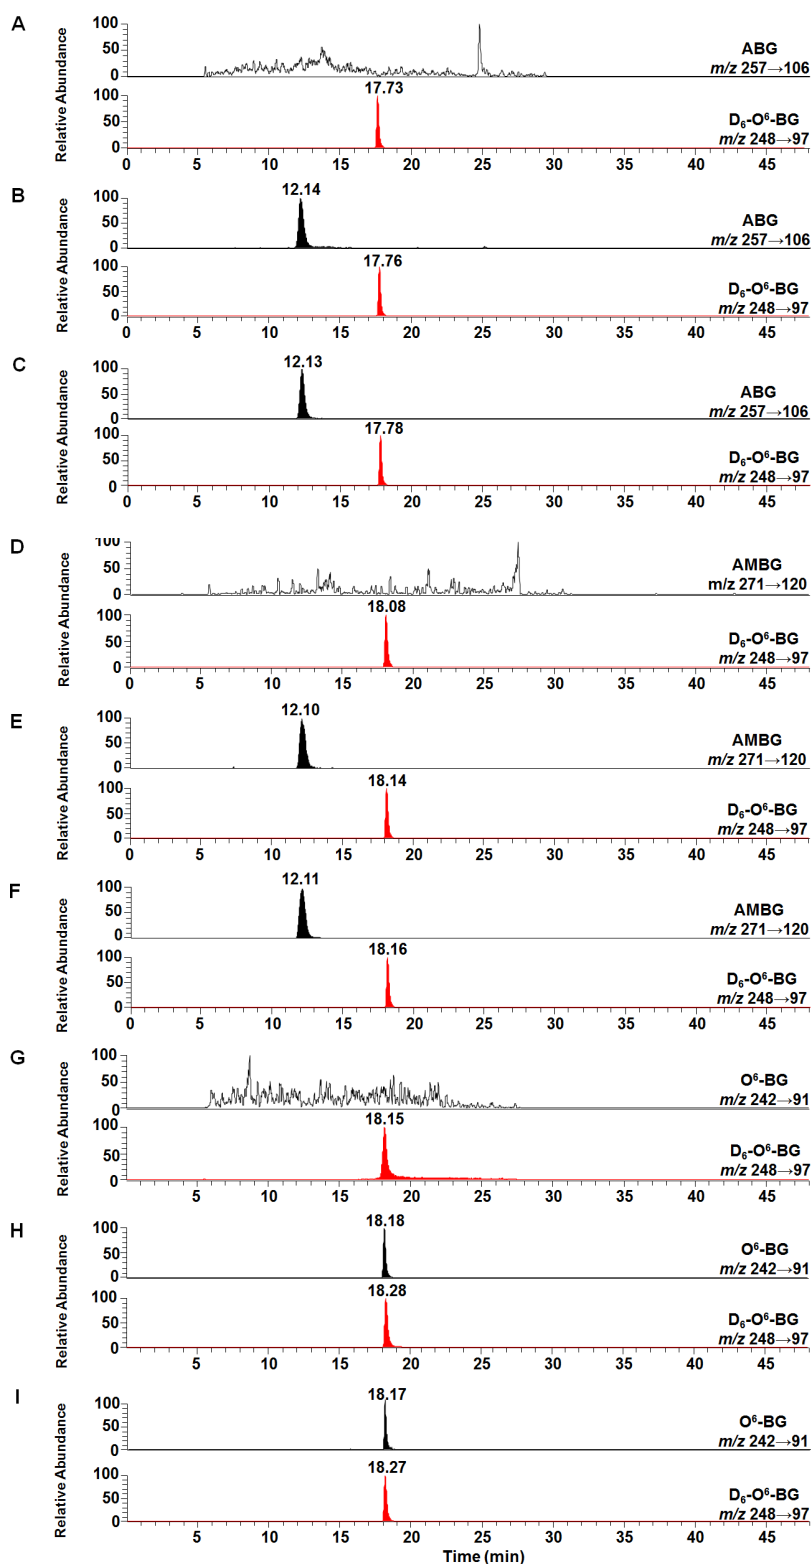 A
Relative Abundance
100
50
0
ABG
m/z 257→106
100
50
0
17.73
D₆-O⁶-BG
m/z 248→97
0 5 10 15 20 25 30 35 40 45
B
Relative Abundance
100
50
0
12.14
ABG
m/z 257→106
100
50
0
17.76
D₆-O⁶-BG
m/z 248→97
0 5 10 15 20 25 30 35 40 45
C
Relative Abundance
100
50
0
12.13
ABG
m/z 257→106
100
50
0
17.78
D₆-O⁶-BG
m/z 248→97
0 5 10 15 20 25 30 35 40 45
D
Relative Abundance
100
50
0
AMBG
m/z 271→120
100
50
0
18.08
D₆-O⁶-BG
m/z 248→97
0 5 10 15 20 25 30 35 40 45
E
Relative Abundance
100
50
0
12.10
AMBG
m/z 271→120
100
50
0
18.14
D₆-O⁶-BG
m/z 248→97
0 5 10 15 20 25 30 35 40 45
F
Relative Abundance
100
50
0
12.11
AMBG
m/z 271→120
100
50
0
18.16
D₆-O⁶-BG
m/z 248→97
0 5 10 15 20 25 30 35 40 45
G
Relative Abundance
100
50
0
O⁶-BG
m/z 242→91
100
50
0
18.15
D₆-O⁶-BG
m/z 248→97
5 10 15 20 25 30 35 40 45
H
Relative Abundance
100
50
0
18.18
O⁶-BG
m/z 242→91
100
50
0
18.28
D₆-O⁶-BG
m/z 248→97
5 10 15 20 25 30 35 40 45
I
Relative Abundance
100
50
0
18.17
O⁶-BG
m/z 242→91
100
50
0
18.27
D₆-O⁶-BG
m/z 248→97
5 10 15 20 25 30 35 40 45
Time (min)